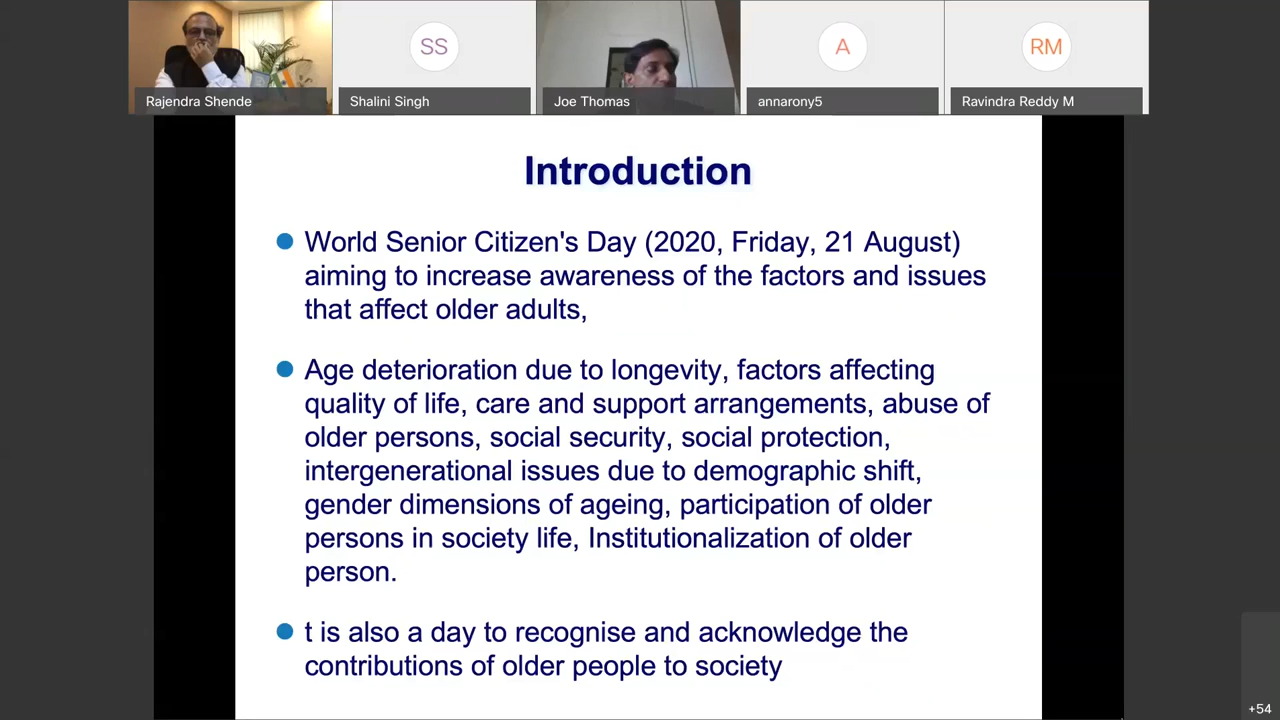 SS
A
RM
Rajendra Shende
Shalini Singh
Joe Thomas
annarony5
Ravindra Reddy M
Introduction
World Senior Citizen's Day (2020, Friday, 21 August)
aiming to increase awareness of the factors and issues
that affect older adults,
Age deterioration due to longevity, factors affecting
quality of life, care and support arrangements, abuse of
older persons, social security, social protection,
intergenerational issues due to demographic shift,
gender dimensions of ageing, participation of older
persons in society life, Institutionalization of older
person.
t is also a day to recognise and acknowledge the
contributions of older people to society
+54